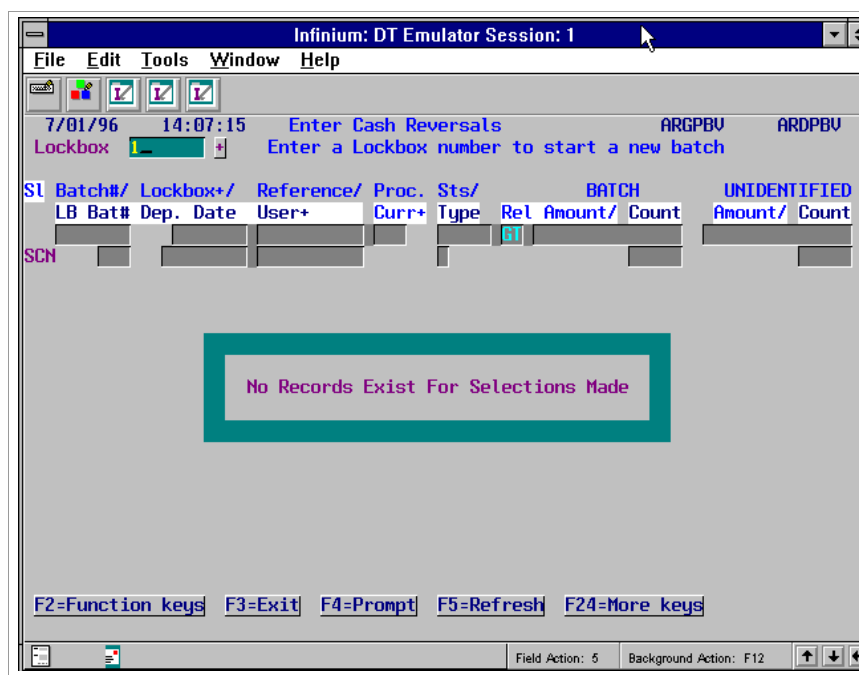 Infinium: DT Emulator Session: 1
File Edit Tools Window Help
7/01/96 14:07:15 Enter Cash Reversals ARGPBV ARDPBV
Lockbox 1_ + Enter a Lockbox number to start a new batch
Sl Batch#/ Lockbox+/ Reference/ Proc. Sts/ BATCH UNIDENTIFIED
LB Bat# Dep. Date User+ Curr+ Type Rel Amount/ Count Amount/ Count
GT
SCN
No Records Exist For Selections Made
F2=Function keys F3=Exit F4=Prompt F5=Refresh F24=More keys
Field Action: 5 Background Action: F12